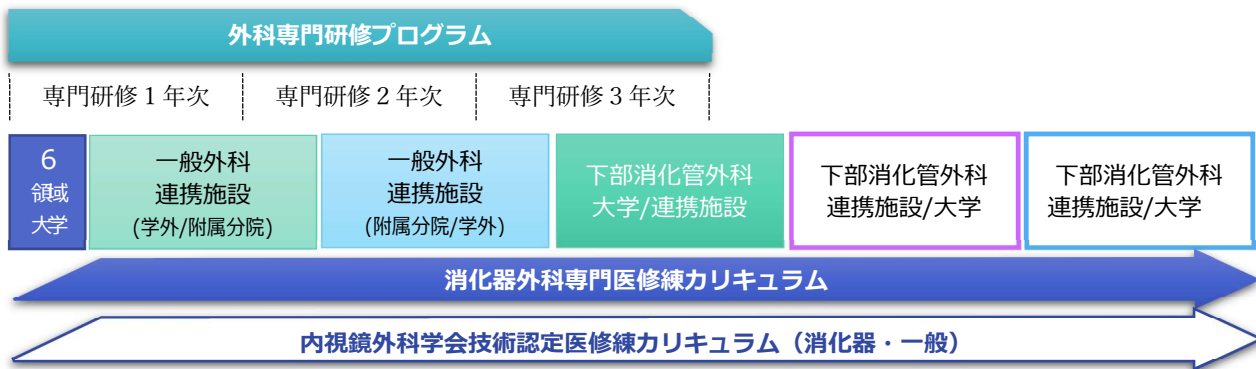 外科専門研修プログラム
専門研修1年次
専門研修2年次
専門研修3年次
6
領域
大学
一般外科
連携施設
(学外/附属分院)
一般外科
連携施設
(附属分院/学外)
下部消化管外科
大学/連携施設
下部消化管外科
連携施設/大学
下部消化管外科
連携施設/大学
消化器外科専門医修練カリキュラム
内視鏡外科学会技術認定医修練カリキュラム（消化器・一般）